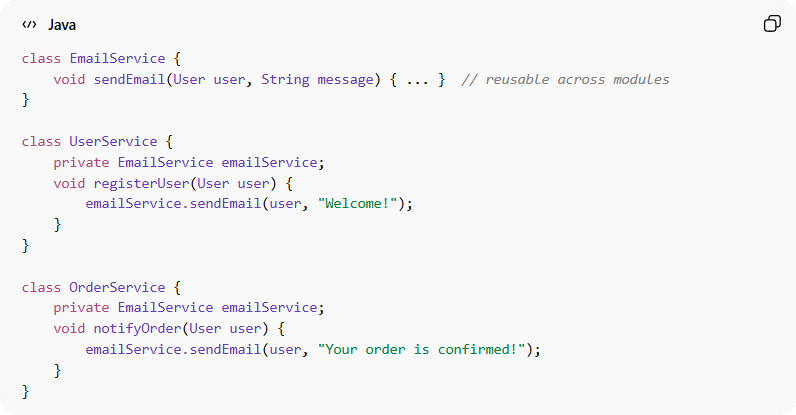 </> Java
class EmailService {
    void sendEmail(User user, String message) { ... }  // reusable across modules
}

class UserService {
    private EmailService emailService;
    void registerUser(User user) {
        emailService.sendEmail(user, "Welcome!");
    }
}

class OrderService {
    private EmailService emailService;
    void notifyOrder(User user) {
        emailService.sendEmail(user, "Your order is confirmed!");
    }
}